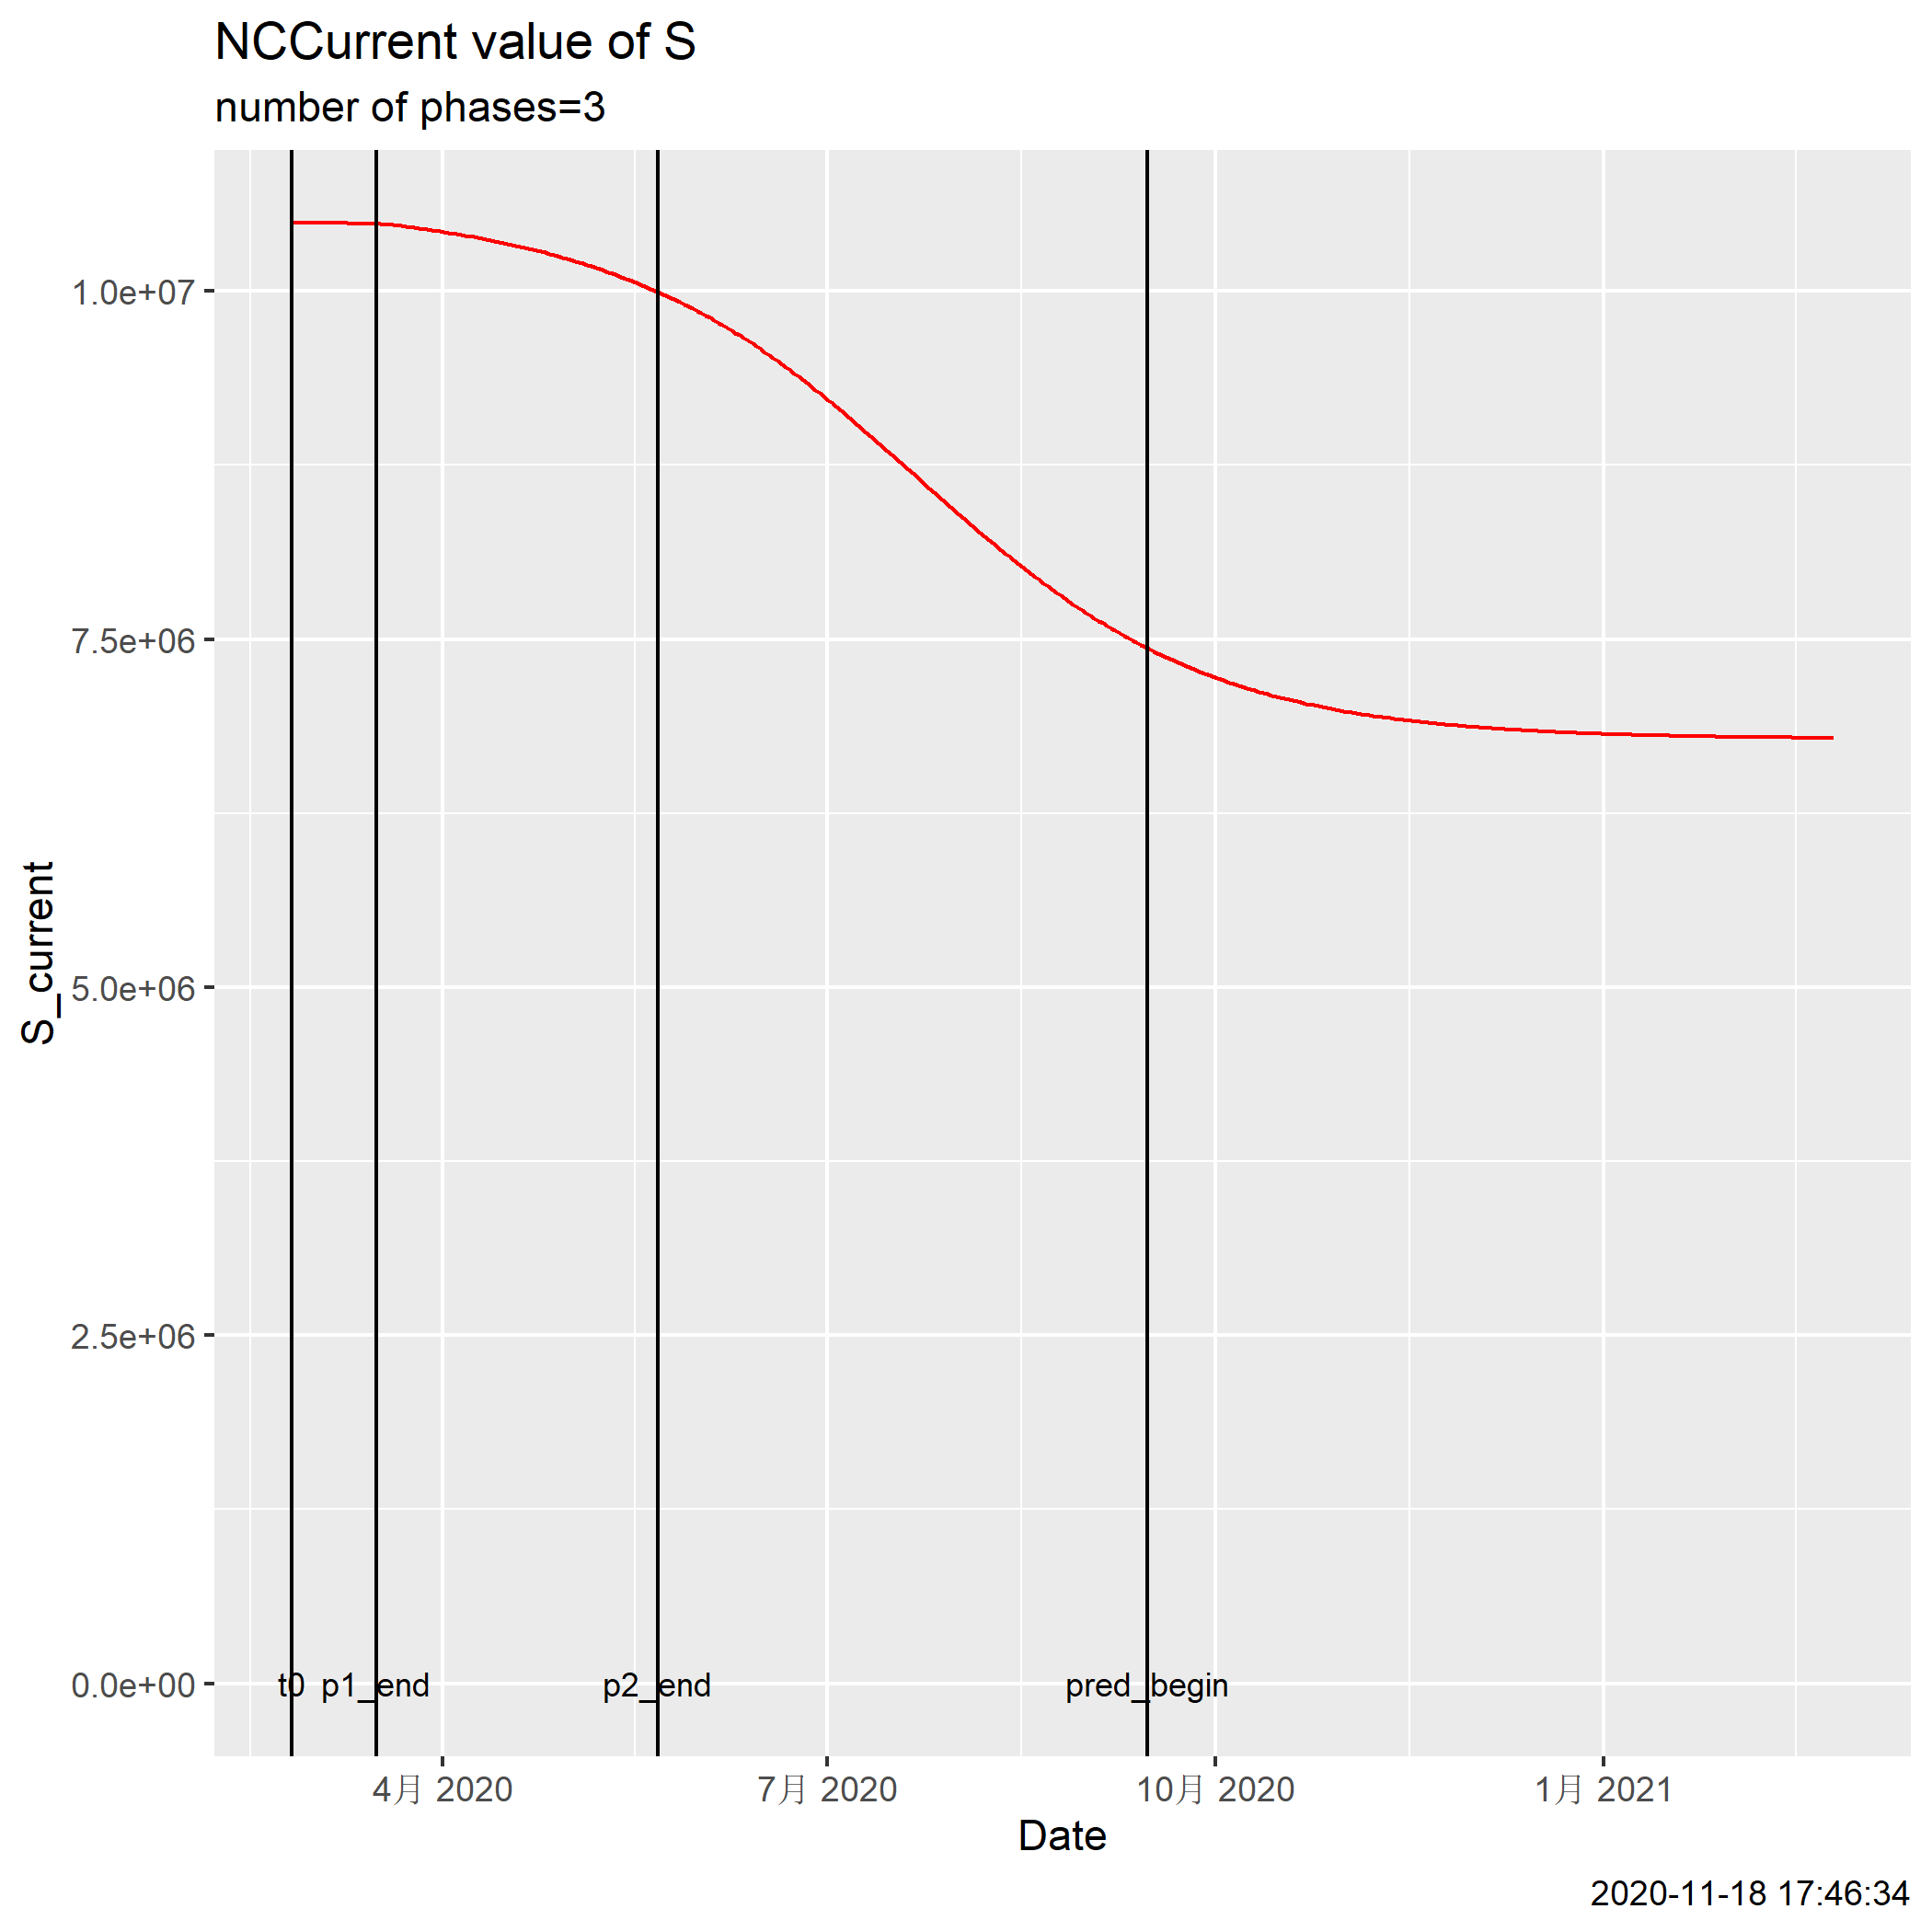 NCCurrent value of S
number of phases=3
S_current
1.0e+07
7.5e+06
5.0e+06
2.5e+06
0.0e+00
t0 p1_end p2_end pred_begin
4月 2020 7月 2020 10月 2020 1月 2021
Date
2020-11-18 17:46:34